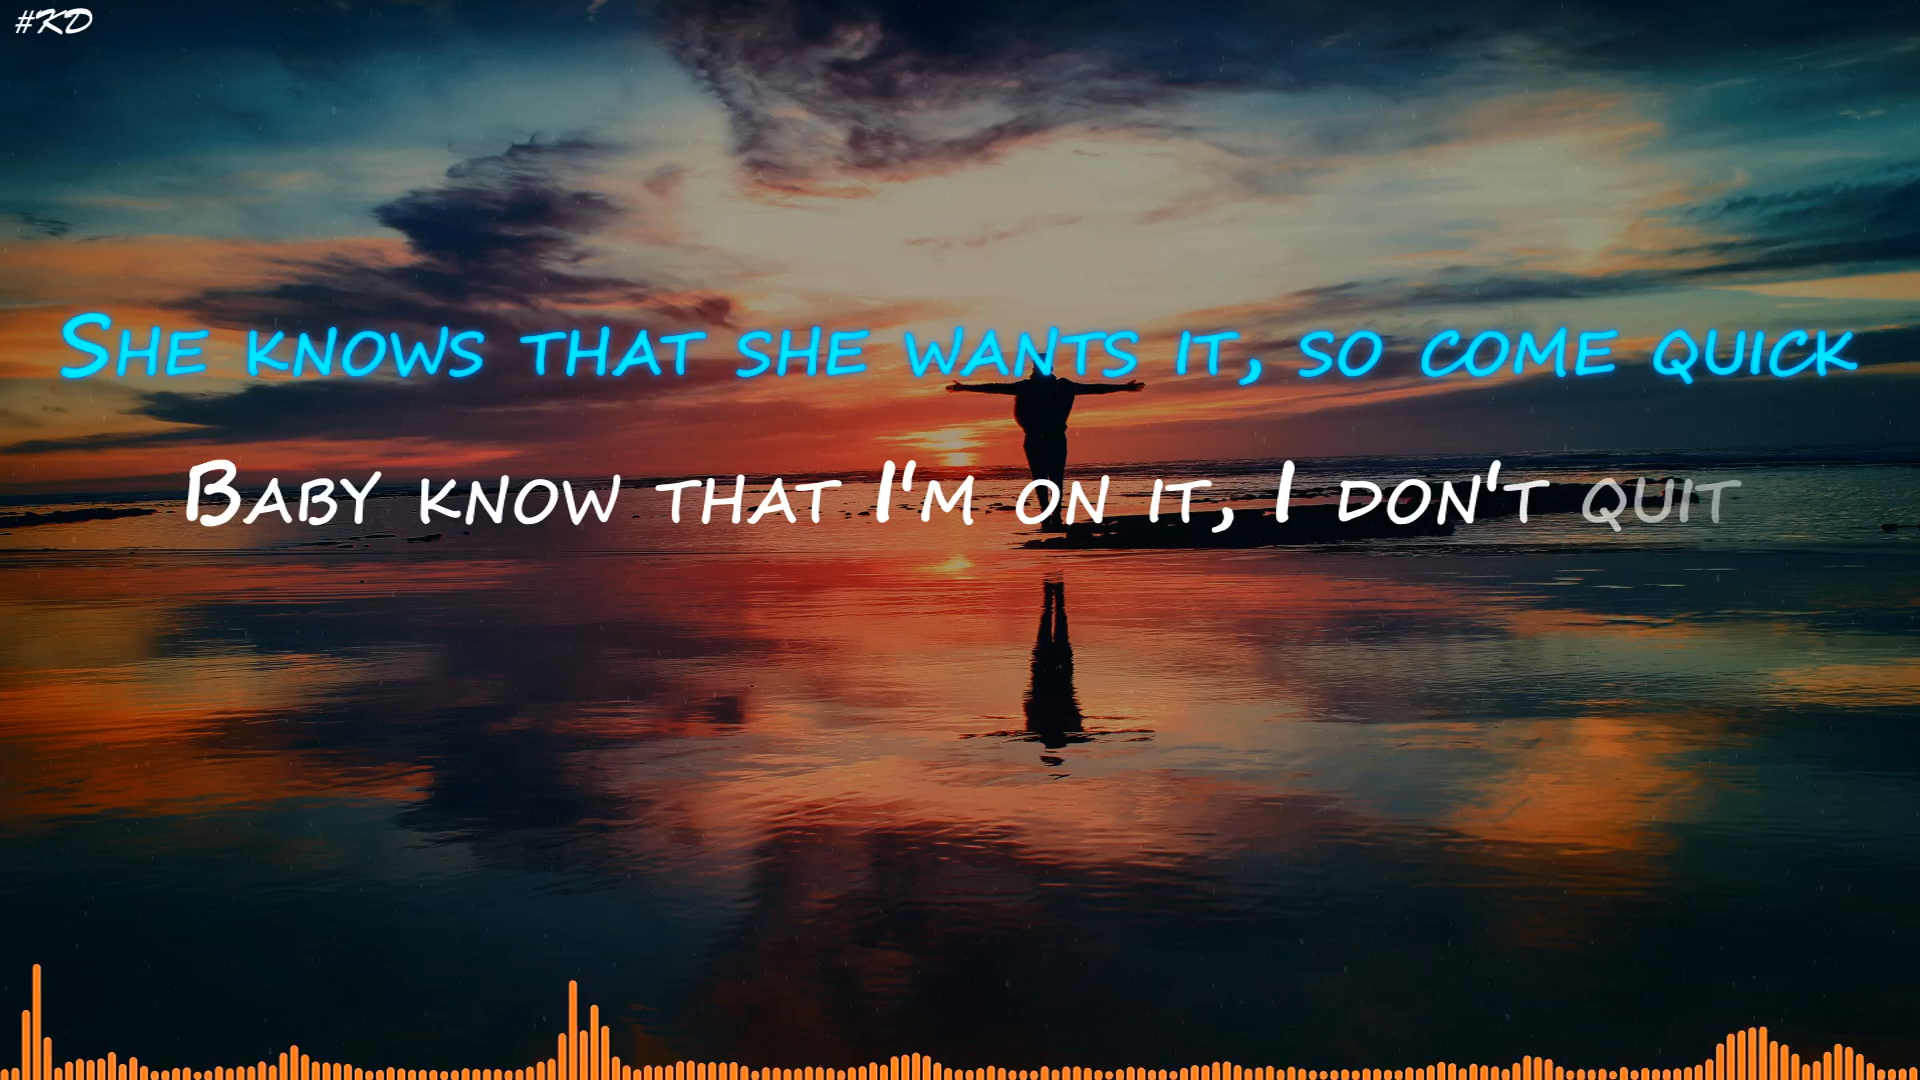 #KD
She knows that she wants it, so come quick
Baby know that I'm on it, I don't quit